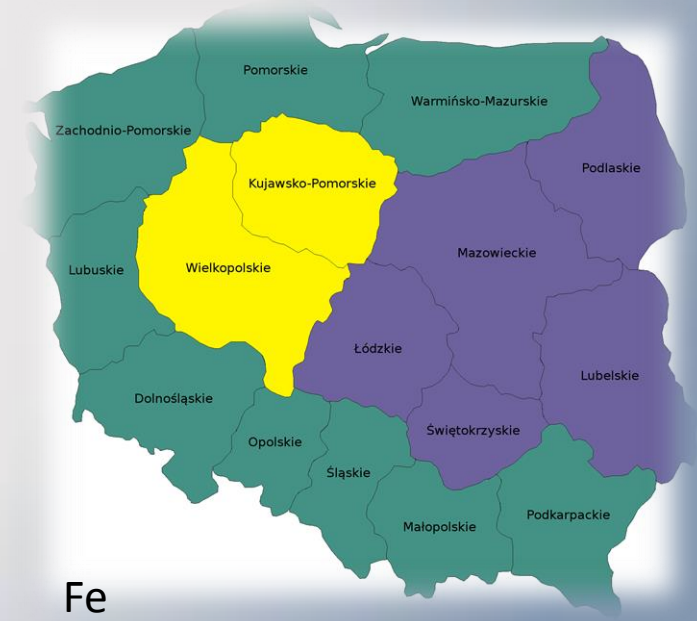 Pomorskie
Warmińsko-Mazurskie
Zachodnio-Pomorskie
Podlaskie
Kujawsko-Pomorskie
Mazowieckie
Wielkopolskie
Lubuskie
Łódzkie
Lubelskie
Dolnośląskie
Świętokrzyskie
Opolskie
Śląskie
Podkarpackie
Małopolskie
Fe